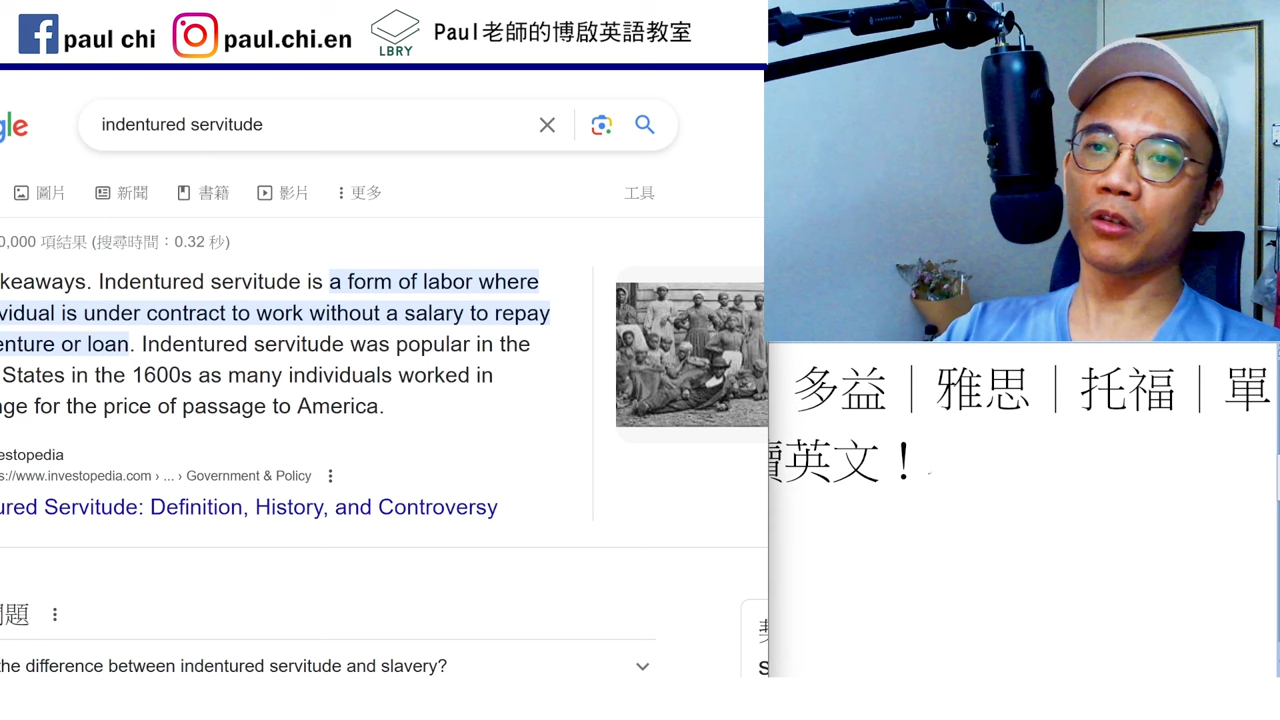 paul chi
paul.chi.en
LBRY
Paul老師的博啟英語教室
gle
indentured servitude
圖片
新聞
書籍
影片
更多
工具
0,000 項結果 (搜尋時間：0.32 秒)
keaways. Indentured servitude is a form of labor where
vidual is under contract to work without a salary to repay
enture or loan. Indentured servitude was popular in the
States in the 1600s as many individuals worked in
nge for the price of passage to America.
estopedia
s://www.investopedia.com › ... › Government & Policy
ured Servitude: Definition, History, and Controversy
問題
the difference between indentured servitude and slavery?
多益｜雅思｜托福｜單
讀英文！